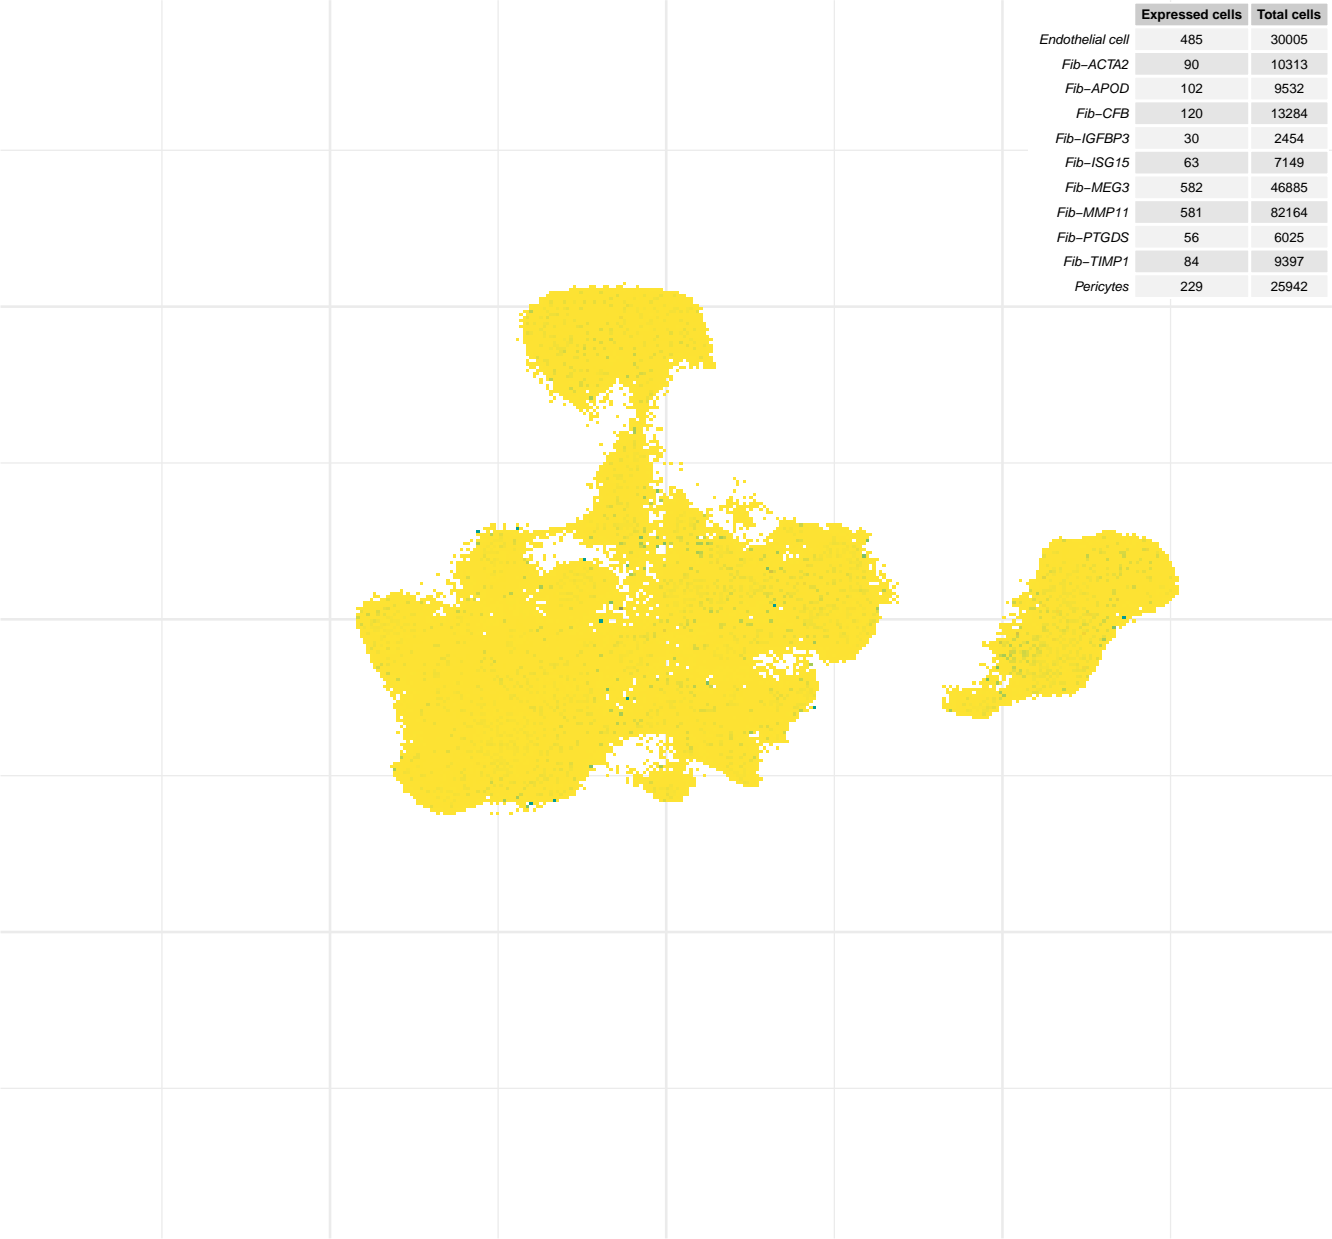 Expressed cells Total cells
Endothelial cell 485 30005
Fib−ACTA2 90 10313
Fib−APOD 102 9532
Fib−CFB 120 13284
Fib−IGFBP3 30 2454
Fib−ISG15 63 7149
Fib−MEG3 582 46885
Fib−MMP11 581 82164
Fib−PTGDS 56 6025
Fib−TIMP1 84 9397
Pericytes 229 25942